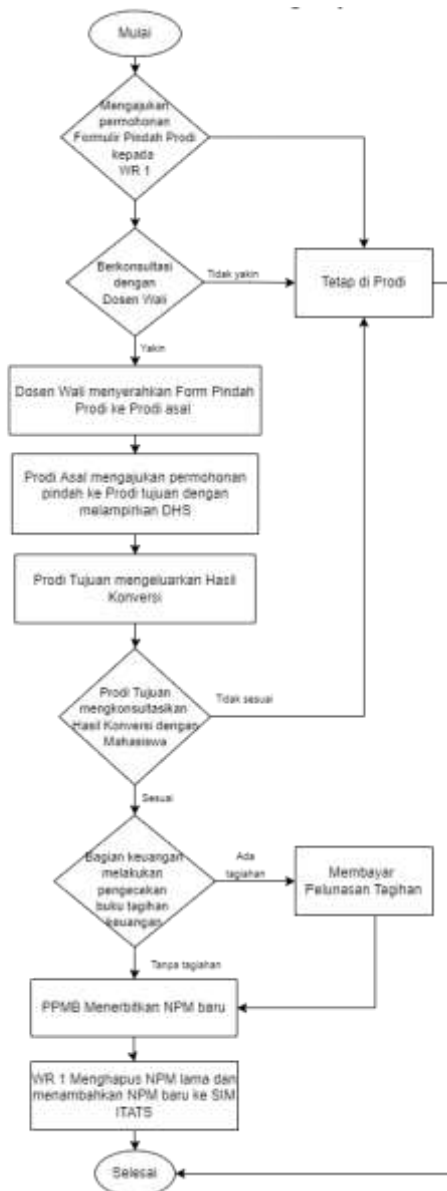 Mulai
Mengajukan
permohonan
Formulir Pindah Prodi
kepada
WR 1
Berkonsultasi
dengan
Dosen Wali
Tidak yakin
Tetap di Prodi
Yakin
Dosen Wali menyerahkan Form Pindah
Prodi ke Prodi asal
Prodi Asal mengajukan permohonan
pindah ke Prodi tujuan dengan
melampirkan DHS
Prodi Tujuan mengeluarkan Hasil
Konversi
Prodi Tujuan
mengkonsultasikan
Hasil Konversi dengan
Mahasiswa
Tidak sesuai
Sesuai
Bagian keuangan
melakukan
pengecekan
buku tagihan
keuangan
Ada
tagiahan
Membayar
Pelunasan Tagihan
Tanpa tagiahan
PPMB Menerbitkan NPM baru
WR 1 Menghapus NPM lama dan
menambahkan NPM baru ke SIM
ITATS
Selesai